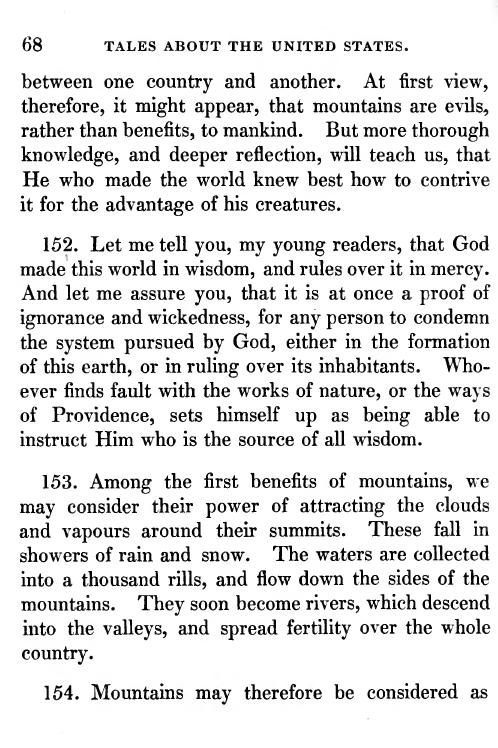 68 TALES ABOUT THE UNITED STATES.
between one country and another. At first view,
therefore, it might appear, that mountains are evils,
rather than benefits, to mankind. But more thorough
knowledge, and deeper reflection, will teach us, that
He who made the world knew best how to contrive
it for the advantage of his creatures.
152. Let me tell you, my young readers, that God
made this world in wisdom, and rules over it in mercy.
And let me assure you, that it is at once a proof of
ignorance and wickedness, for any person to condemn
the system pursued by God, either in the formation
of this earth, or in ruling over its inhabitants. Who-
ever finds fault with the works of nature, or the ways
of Providence, sets himself up as being able to
instruct Him who is the source of all wisdom.
153. Among the first benefits of mountains, we
may consider their power of attracting the clouds
and vapours around their summits. These fall in
showers of rain and snow. The waters are collected
into a thousand rills, and flow down the sides of the
mountains. They soon become rivers, which descend
into the valleys, and spread fertility over the whole
country.
154. Mountains may therefore be considered as